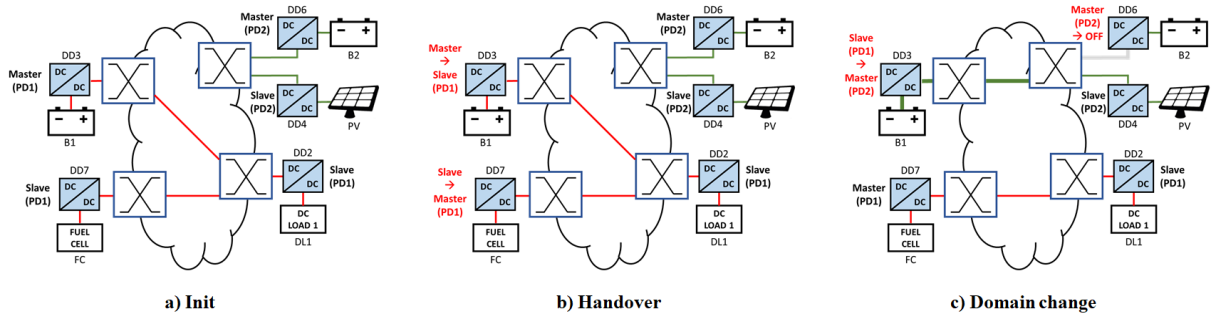 DD6
Master
(PD2)
DC
DC
B2
DD3
Master
(PD1)
DC
DC
B1
Slave
(PD2)
DC
DC
DD4
PV
DD7
Slave
(PD1)
DC
DC
FUEL
CELL
FC
DD2
DC
DC
Slave
(PD1)
DC
LOAD 1
DL1
a) Init
DD6
Master
(PD2)
DC
DC
B2
Master
→
Slave
(PD1)
DD3
DC
DC
B1
Slave
(PD2)
DC
DC
DD4
PV
Slave
→
Master
(PD1)
DD7
DC
DC
FUEL
CELL
FC
DD2
DC
DC
Slave
(PD1)
DC
LOAD 1
DL1
b) Handover
Master
(PD2)
→ OFF
DD6
DC
DC
B2
Slave
(PD1)
→
Master
(PD2)
DD3
DC
DC
B1
Slave
(PD2)
DC
DC
DD4
PV
DD7
Master
(PD1)
DC
DC
FUEL
CELL
FC
DD2
DC
DC
Slave
(PD1)
DC
LOAD 1
DL1
c) Domain change